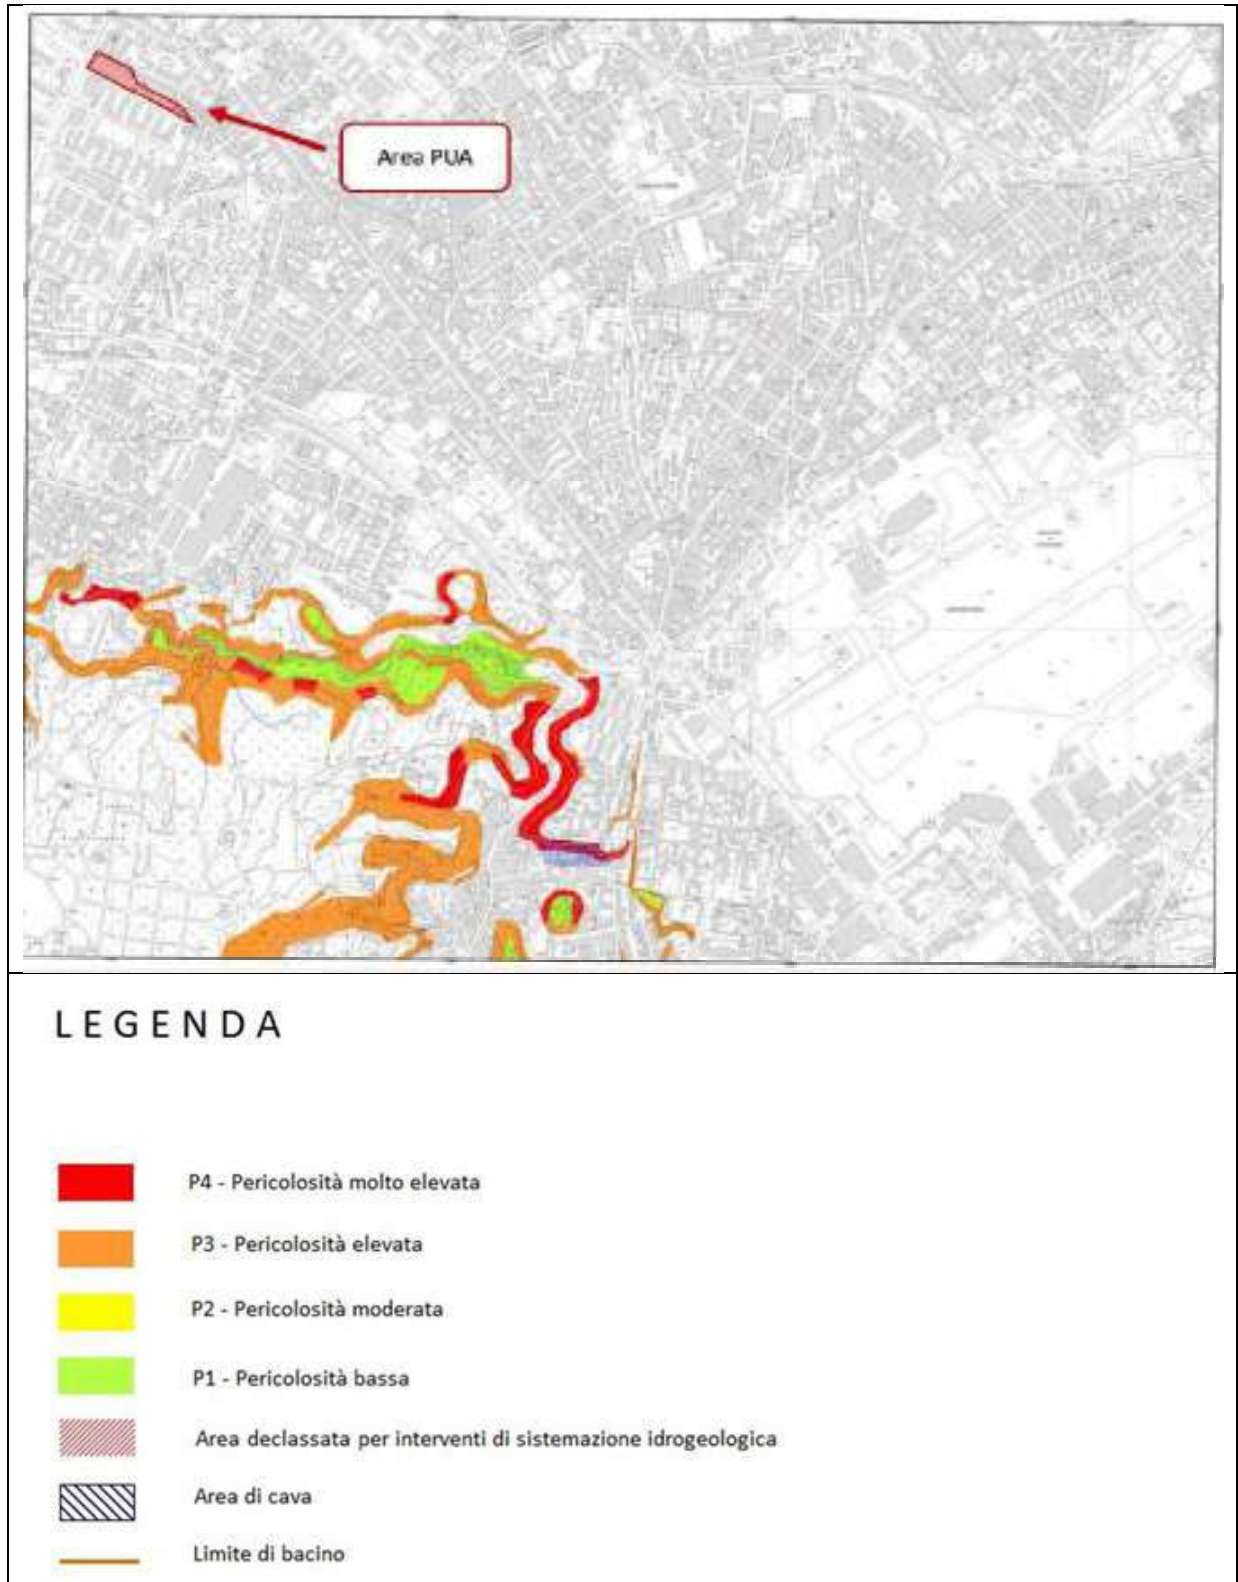 Area PUA
LEGENDA
P4 - Pericolosità molto elevata
P3 - Pericolosità elevata
P2 - Pericolosità moderata
P1 - Pericolosità bassa
Area declassata per interventi di sistemazione idrogeologica
Area di cava
Limite di bacino